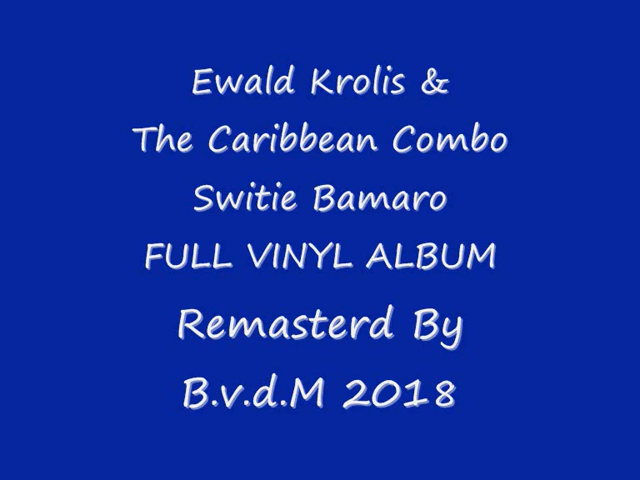 Ewald Krolis &
The Caribbean Combo
Switie Bamaro
FULL VINYL ALBUM
Remasterd By
B.v.d.M 2018